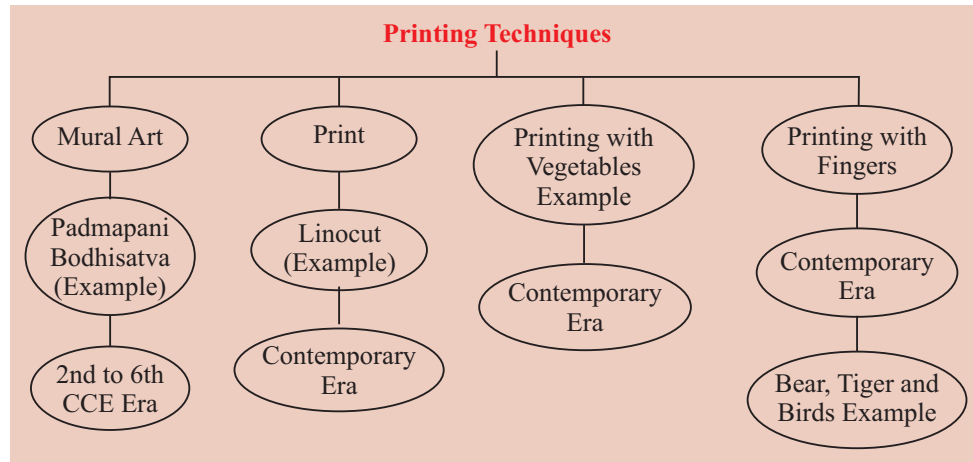 Printing Techniques
Mural Art
Padmapani
Bodhisatva
(Example)
2nd to 6th
CCE Era
Print
Linocut
(Example)
Contemporary
Era
Printing with
Vegetables
Example
Contemporary
Era
Printing with
Fingers
Contemporary
Era
Bear, Tiger and
Birds Example